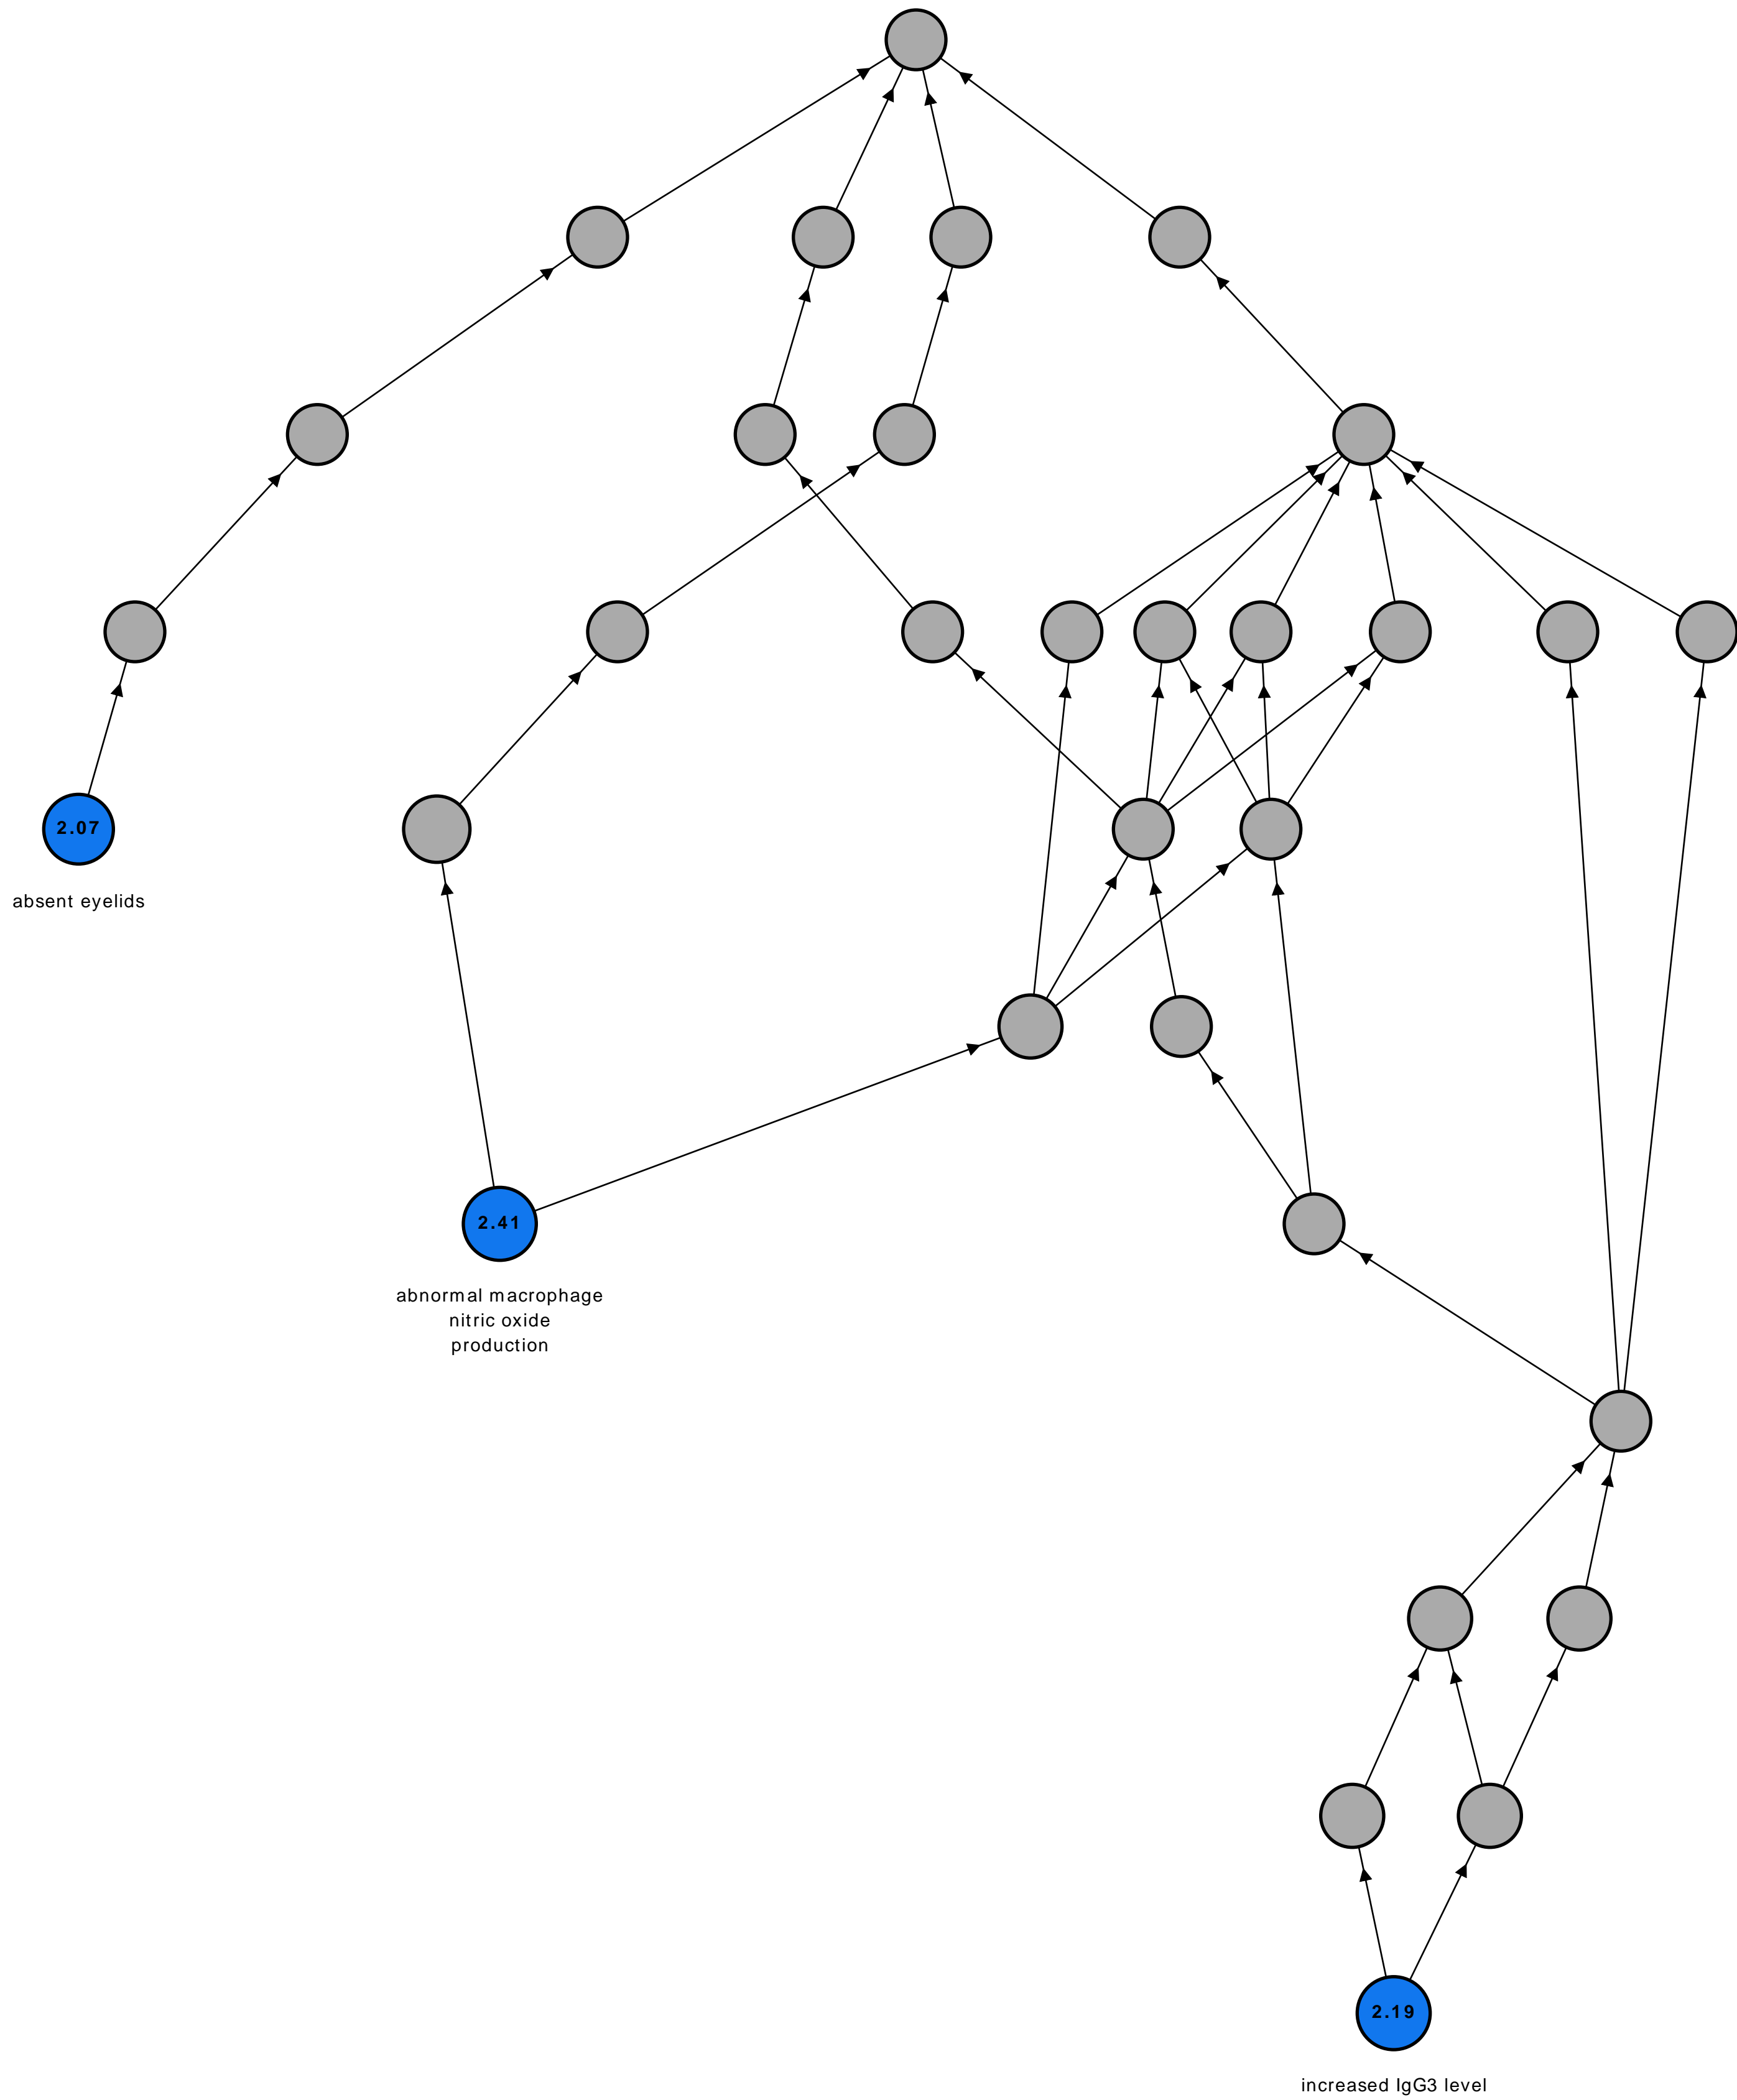 2.07
absent eyelids
2.41
abnormal macrophage
nitric oxide
production
2.19
increased IgG3 level